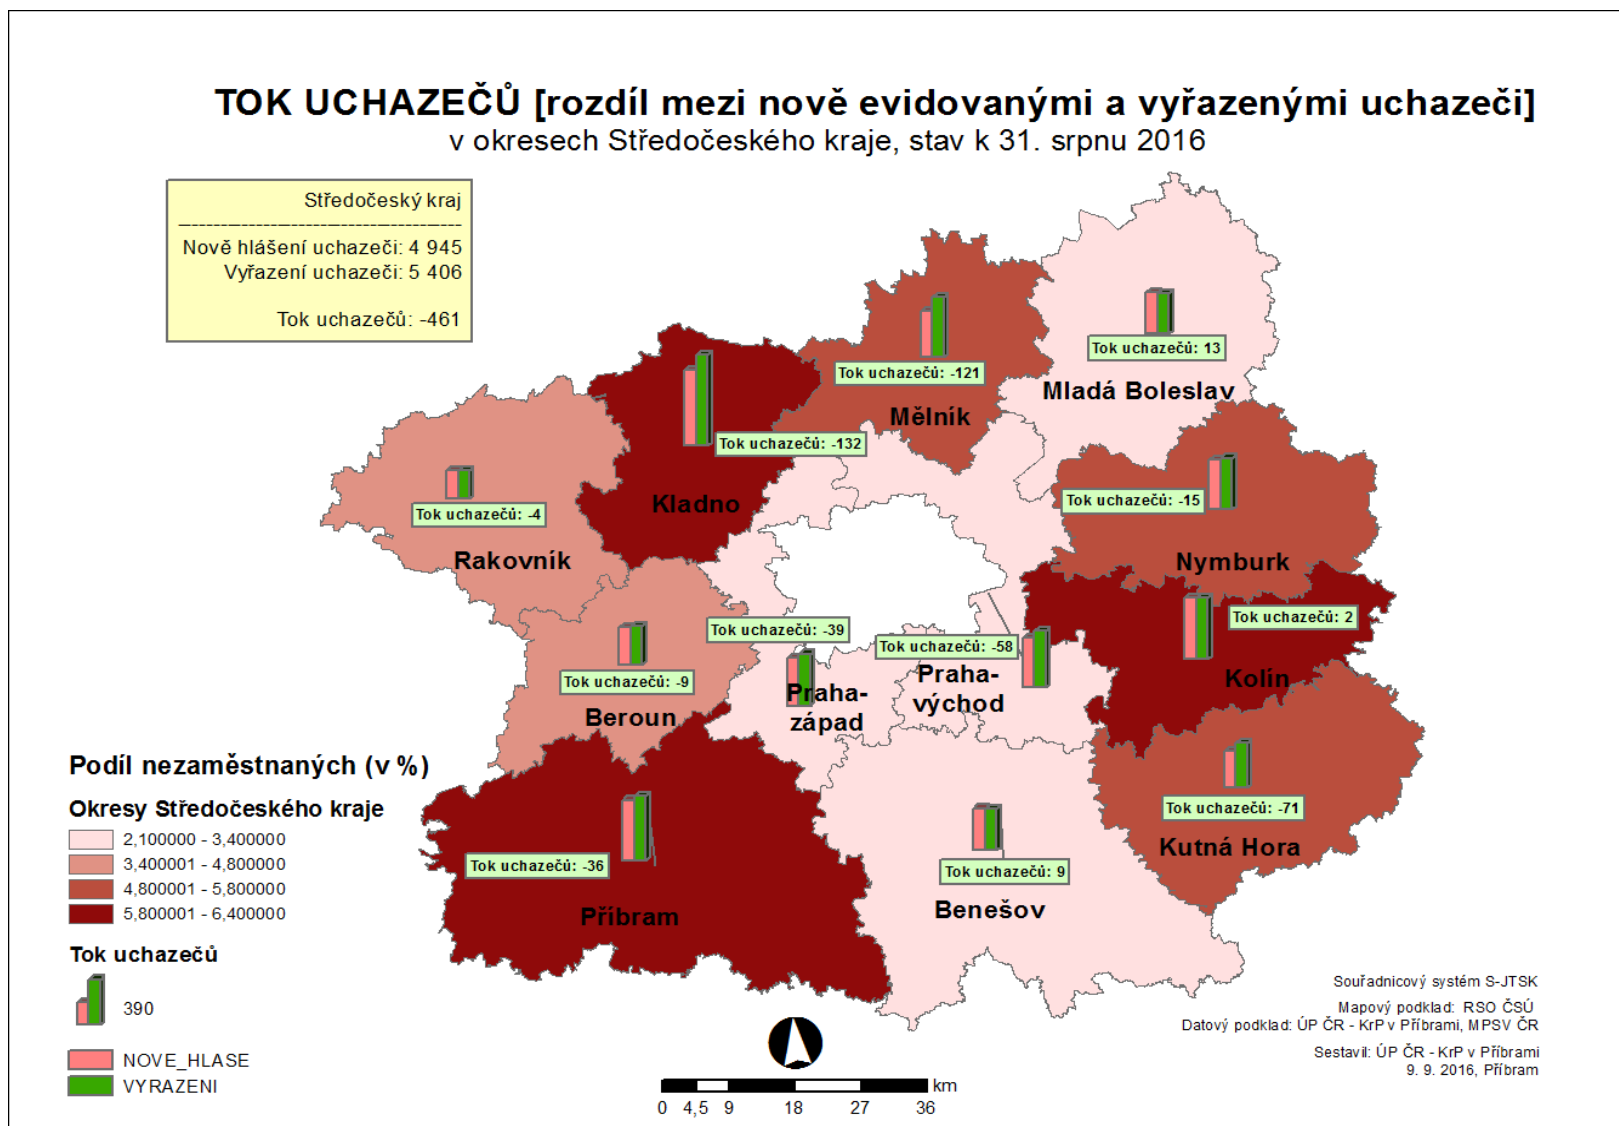 TOK UCHAZEČŮ [rozdíl mezi nově evidovanými a vyřazenými uchazeči]
v okresech Středočeského kraje, stav k 31. srpnu 2016
Středočeský kraj
----------------------------------------
Nově hlášení uchazeči: 4 945
Vyřazení uchazeči: 5 406
Tok uchazečů: -461
Tok uchazečů: 13
Mladá Boleslav
Tok uchazečů: -121
Mělník
Tok uchazečů: -132
Kladno
Tok uchazečů: -4
Rakovník
Tok uchazečů: -15
Nymburk
Tok uchazečů: 2
Kolín
Tok uchazečů: -39
Praha-
západ
Tok uchazečů: -58
Praha-
východ
Tok uchazečů: -9
Beroun
Tok uchazečů: -71
Kutná Hora
Tok uchazečů: -36
Příbram
Tok uchazečů: 9
Benešov
Podíl nezaměstnaných (v %)
Okresy Středočeského kraje
2,100000 - 3,400000
3,400001 - 4,800000
4,800001 - 5,800000
5,800001 - 6,400000
Tok uchazečů
390
NOVE_HLASE
VYRAZENI
km
0 4,5 9 18 27 36
Souřadnicový systém S-JTSK
Mapový podklad: RSO ČSÚ
Datový podklad: ÚP ČR - KrP v Příbrami, MPSV ČR
Sestavil: ÚP ČR - KrP v Příbrami
9. 9. 2016, Příbram